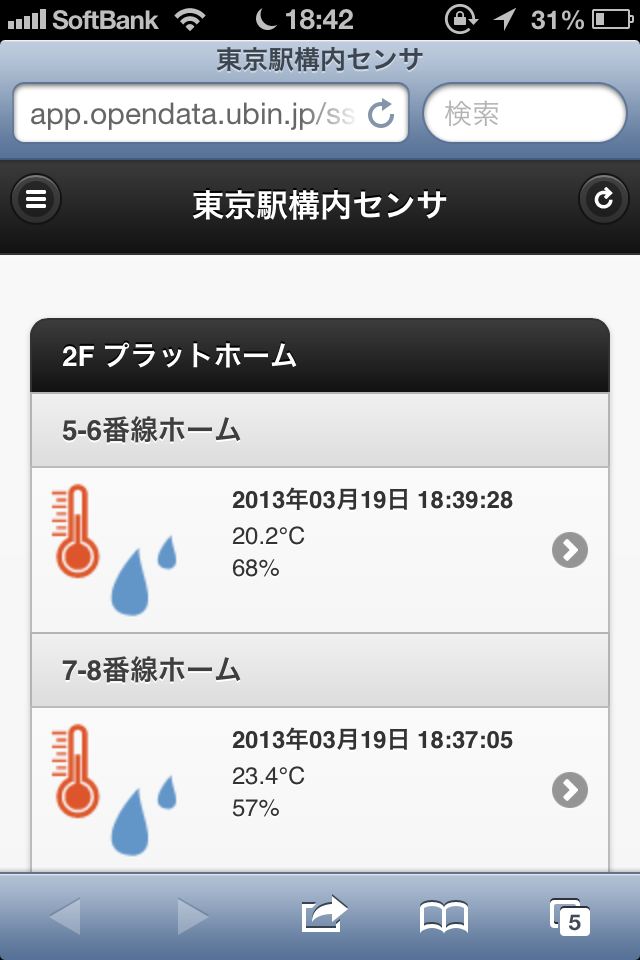 SoftBank 18:42 31%
東京駅構内センサ
app.opendata.ubin.jp/ss
検索
東京駅構内センサ
2F プラットホーム
5-6番線ホーム
2013年03月19日 18:39:28
20.2°C
68%
7-8番線ホーム
2013年03月19日 18:37:05
23.4°C
57%
5